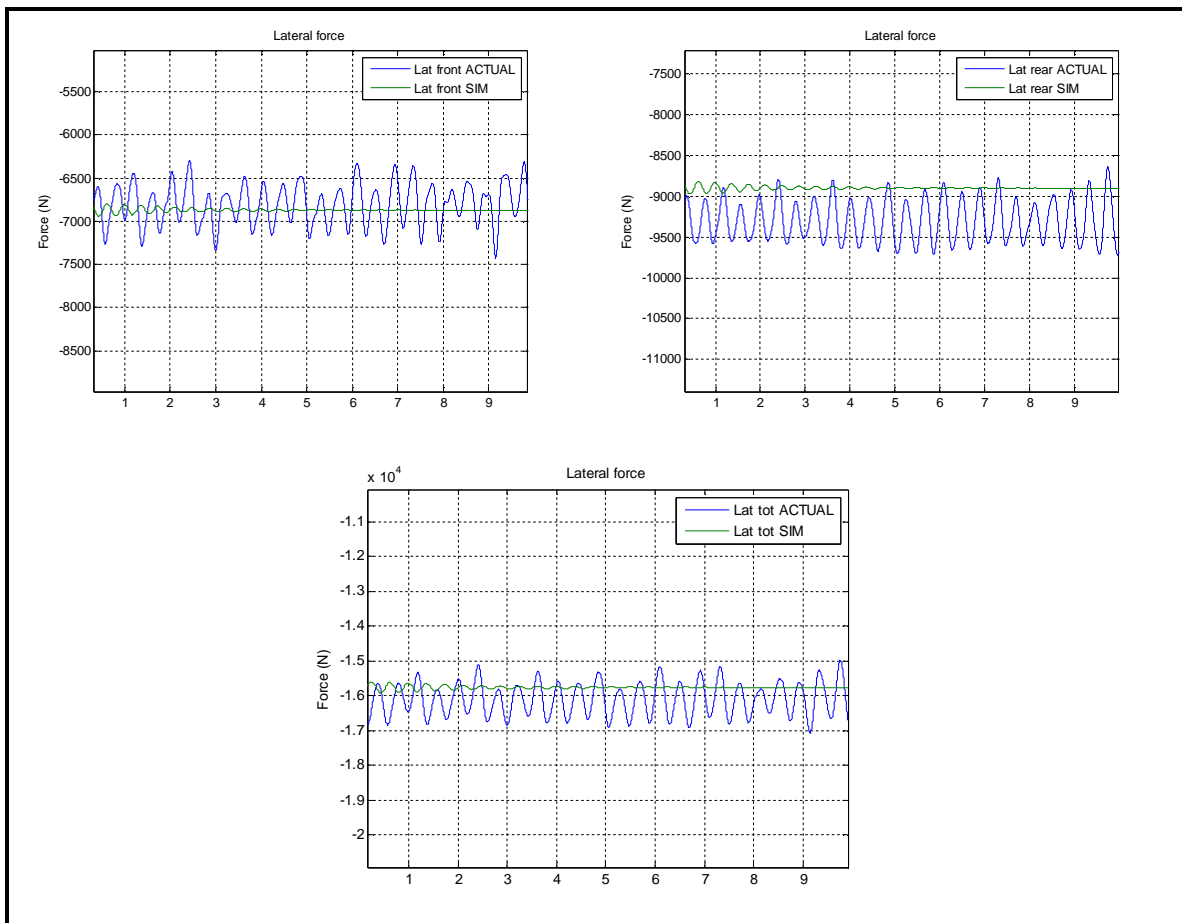 Lateral force
Lat front ACTUAL
Lat front SIM
Force (N)
-5500
-6000
-6500
-7000
-7500
-8000
-8500
1 2 3 4 5 6 7 8 9
Lateral force
Lat rear ACTUAL
Lat rear SIM
Force (N)
-7500
-8000
-8500
-9000
-9500
-10000
-10500
-11000
1 2 3 4 5 6 7 8 9
x 10^4
Lateral force
Lat tot ACTUAL
Lat tot SIM
Force (N)
-1.1
-1.2
-1.3
-1.4
-1.5
-1.6
-1.7
-1.8
-1.9
-2
1 2 3 4 5 6 7 8 9